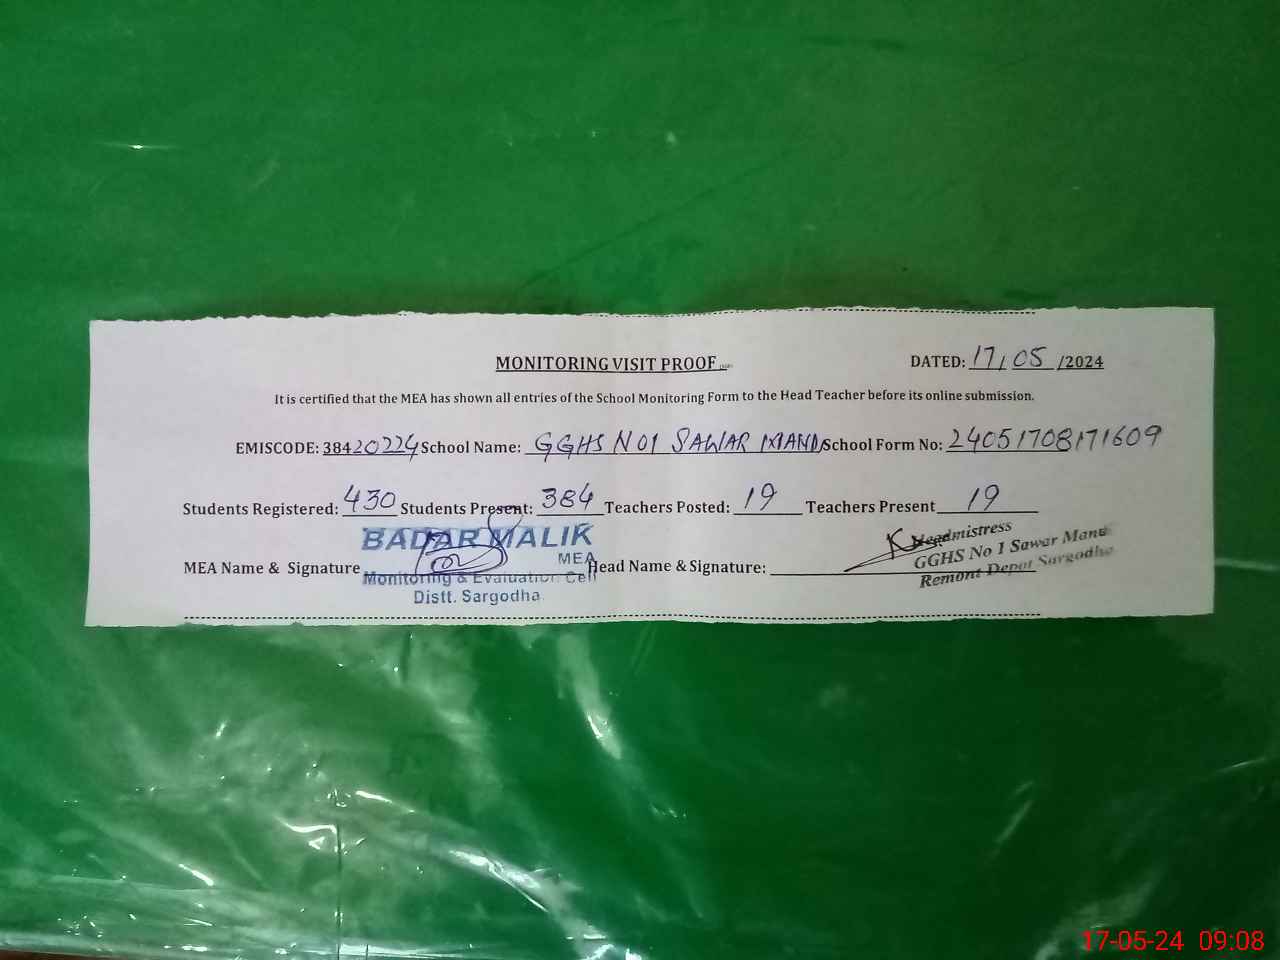 MONITORING VISIT PROOF
DATED: 17/05/2024
It is certified that the MEA has shown all entries of the School Monitoring Form to the Head Teacher before its online submission.
EMISCODE: 38420224 School Name: GGHS NO1 SAWAR MAND School Form No: 24051708171609
Students Registered: 430 Students Present: 384 Teachers Posted: 19 Teachers Present 19
BADAR MALIK
MEA
Monitoring & Evaluation Cell
Distt. Sargodha
MEA Name & Signature
Head Name & Signature:
Headmistress
GGHS No 1 Sawar Mand
Remont Depot Sargodha
17-05-24 09:08